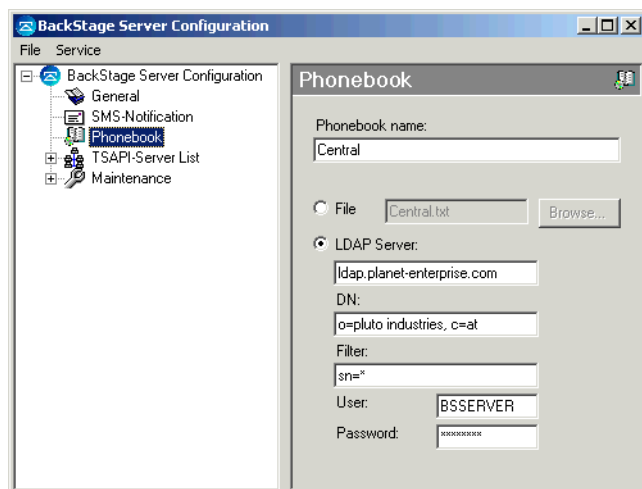 BackStage Server Configuration
File Service
BackStage Server Configuration
General
SMS-Notification
Phonebook
TSAPI-Server List
Maintenance
Phonebook
Phonebook name:
Central
File Central.txt Browse...
LDAP Server:
ldap.planet-enterprise.com
DN:
o=pluto industries, c=at
Filter:
sn=*
User: BSSERVER
Password: ********